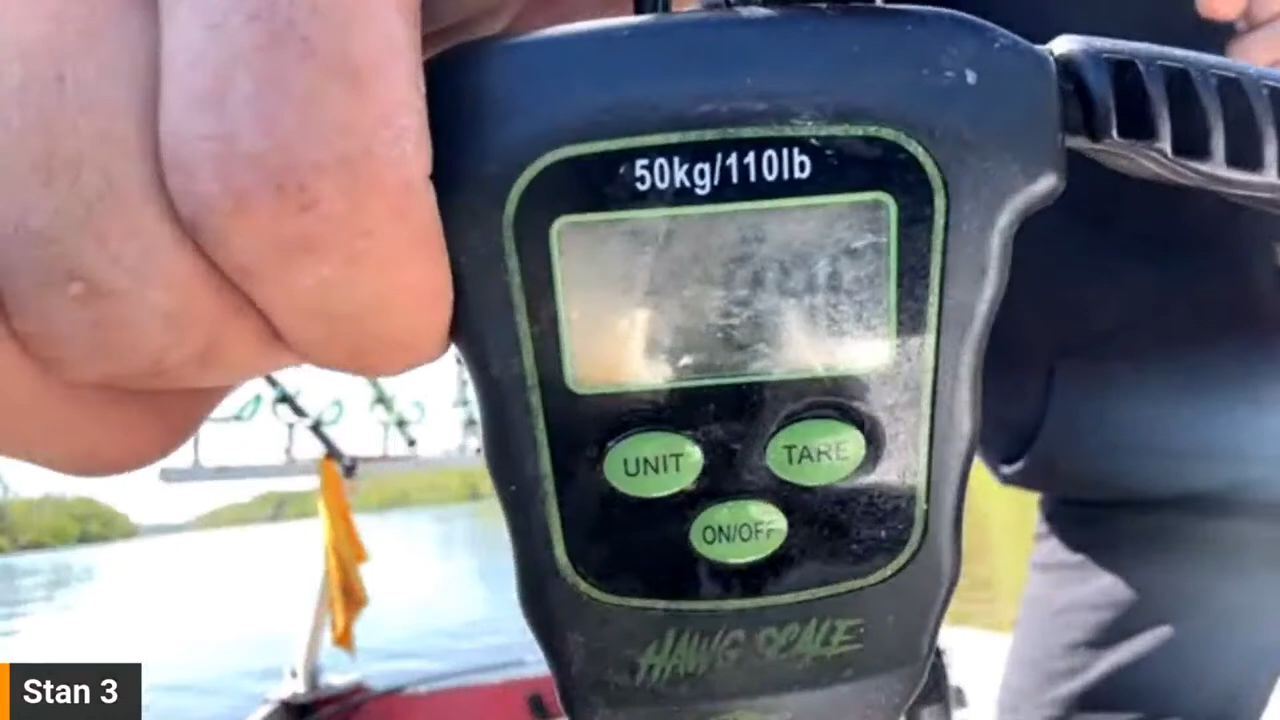 50kg/110lb
UNIT
TARE
ON/OFF
HAWG SCALE
Stan 3